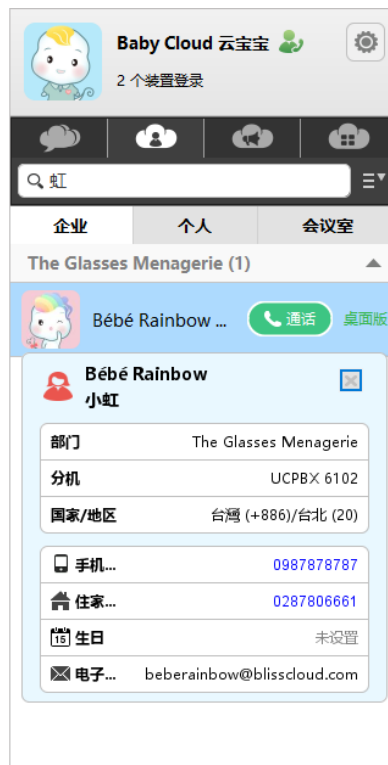 Baby Cloud 云宝宝
2 个装置登录
虹
企业 个人 会议室
The Glasses Menagerie (1)
Bébé Rainbow ... 通话 桌面版
Bébé Rainbow
小虹
部门 The Glasses Menagerie
分机 UCPBX 6102
国家/地区 台灣 (+886)/台北 (20)
手机... 0987878787
住家... 0287806661
15 生日 未设置
电子... beberainbow@blisscloud.com